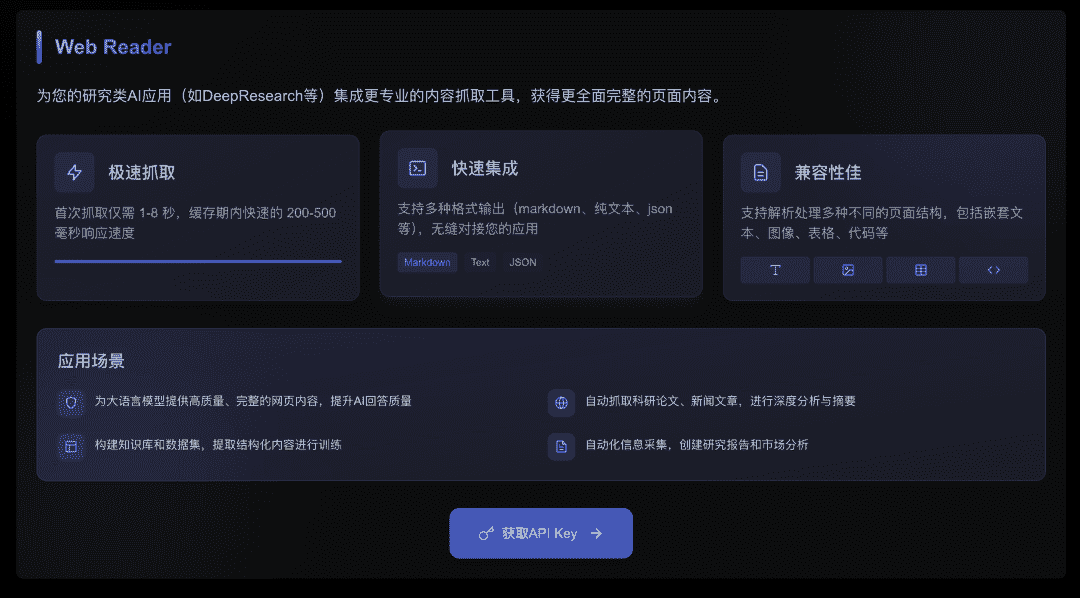 Web Reader
为您的研究类AI应用（如DeepResearch等）集成更专业的内容抓取工具，获得更全面完整的页面内容。
极速抓取
首次抓取仅需 1-8 秒，缓存期内快速的 200-500
毫秒响应速度
快速集成
支持多种格式输出（markdown、纯文本、json
等），无缝对接您的应用
Markdown Text JSON
兼容性佳
支持解析处理多种不同的页面结构，包括嵌套文
本、图像、表格、代码等
应用场景
为大语言模型提供高质量、完整的网页内容，提升AI回答质量
自动抓取科研论文、新闻文章，进行深度分析与摘要
构建知识库和数据集，提取结构化内容进行训练
自动化信息采集，创建研究报告和市场分析
获取API Key